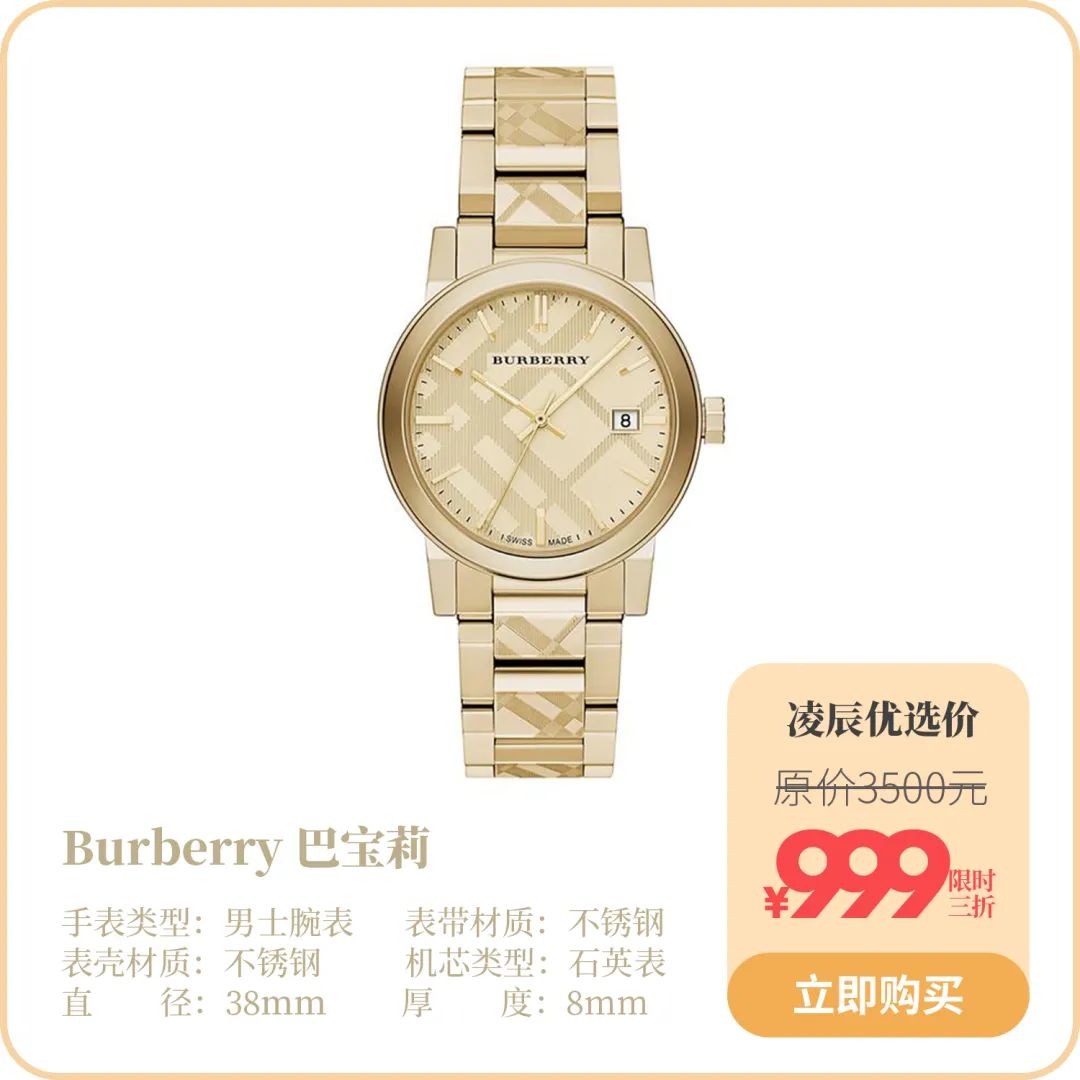 BURBERRY
8
SWISS MADE
凌辰优选价
原价3500元
¥999限时三折
Burberry 巴宝莉
手表类型：男士腕表 表带材质：不锈钢
表壳材质：不锈钢 机芯类型：石英表
直 径：38mm 厚 度：8mm
立即购买